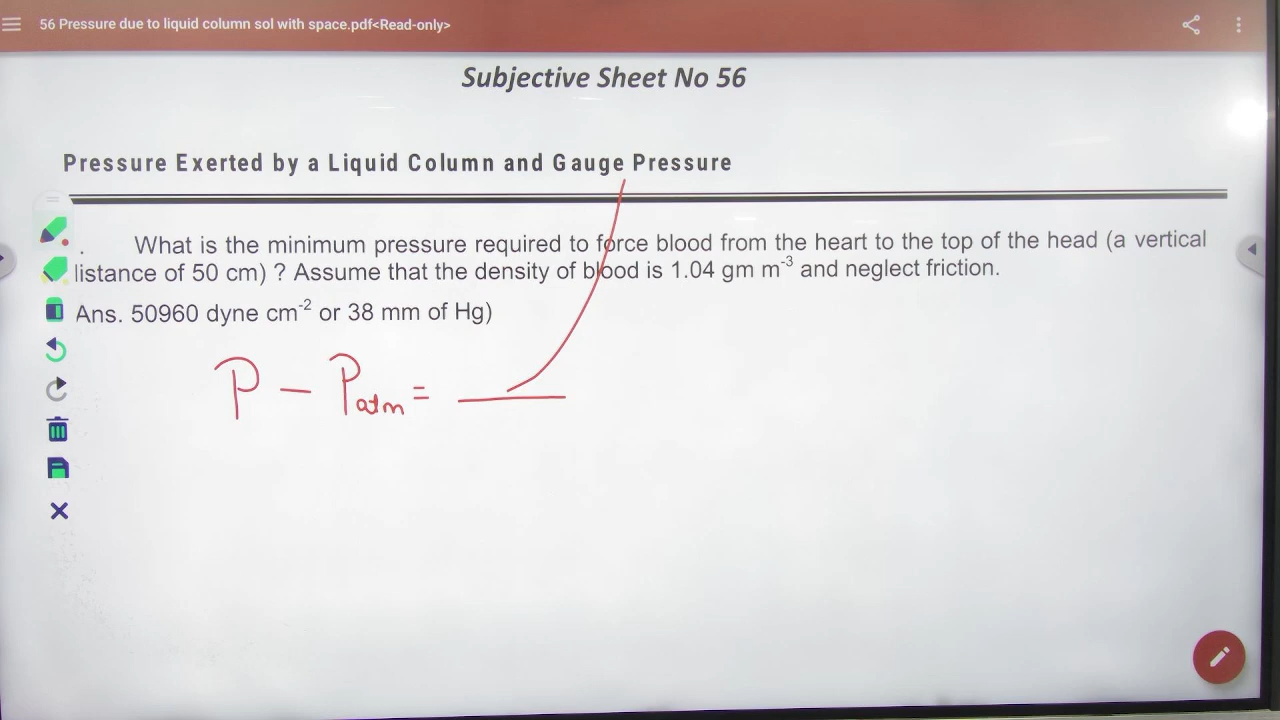 56 Pressure due to liquid column sol with space.pdf<Read-only>
Subjective Sheet No 56
Pressure Exerted by a Liquid Column and Gauge Pressure
. What is the minimum pressure required to force blood from the heart to the top of the head (a vertical
listance of 50 cm) ? Assume that the density of blood is 1.04 gm m⁻³ and neglect friction.
Ans. 50960 dyne cm⁻² or 38 mm of Hg)
P − Patm =